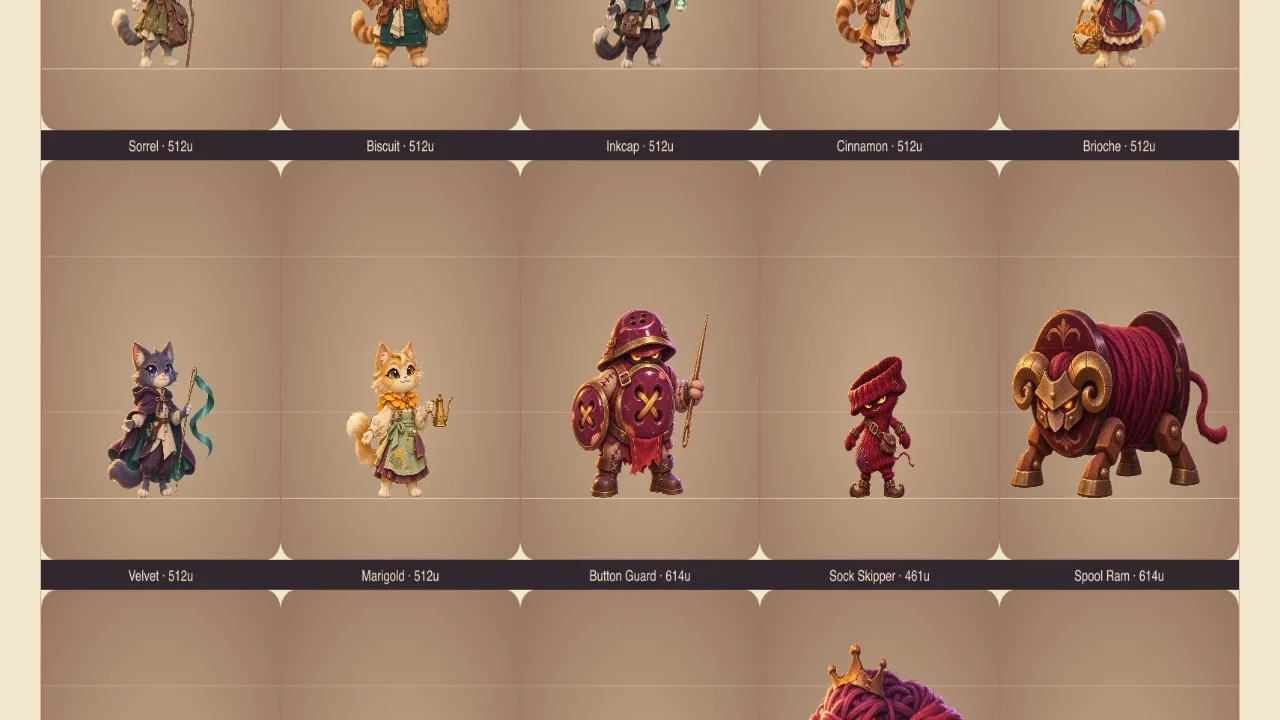 Sorrel · 512u
Biscuit · 512u
Inkcap · 512u
Cinnamon · 512u
Brioche · 512u
Velvet · 512u
Marigold · 512u
Button Guard · 614u
Sock Skipper · 461u
Spool Ram · 614u